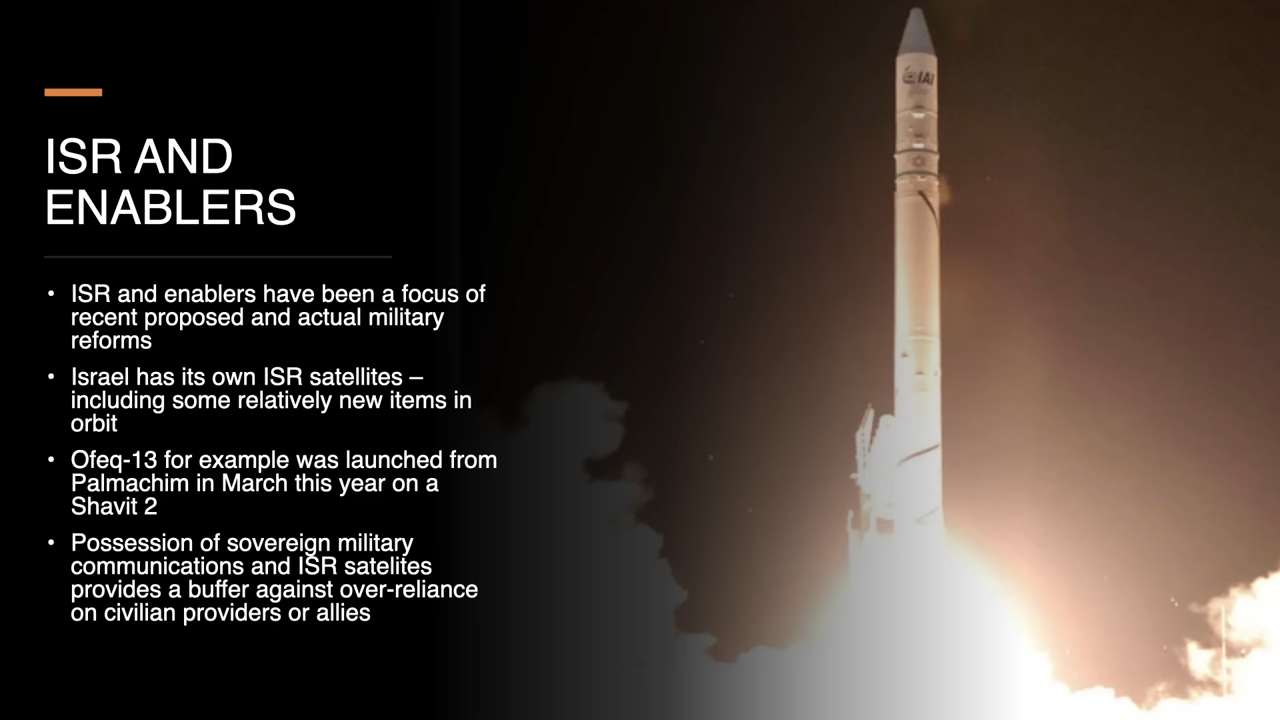 ISR AND
ENABLERS
• ISR and enablers have been a focus of
recent proposed and actual military
reforms
• Israel has its own ISR satellites –
including some relatively new items in
orbit
• Ofeq-13 for example was launched from
Palmachim in March this year on a
Shavit 2
• Possession of sovereign military
communications and ISR satelites
provides a buffer against over-reliance
on civilian providers or allies
IAI